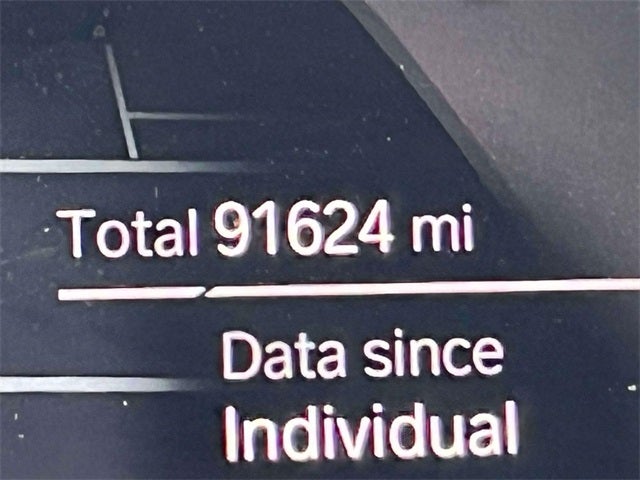 Total 91624 mi
Data since
Individual